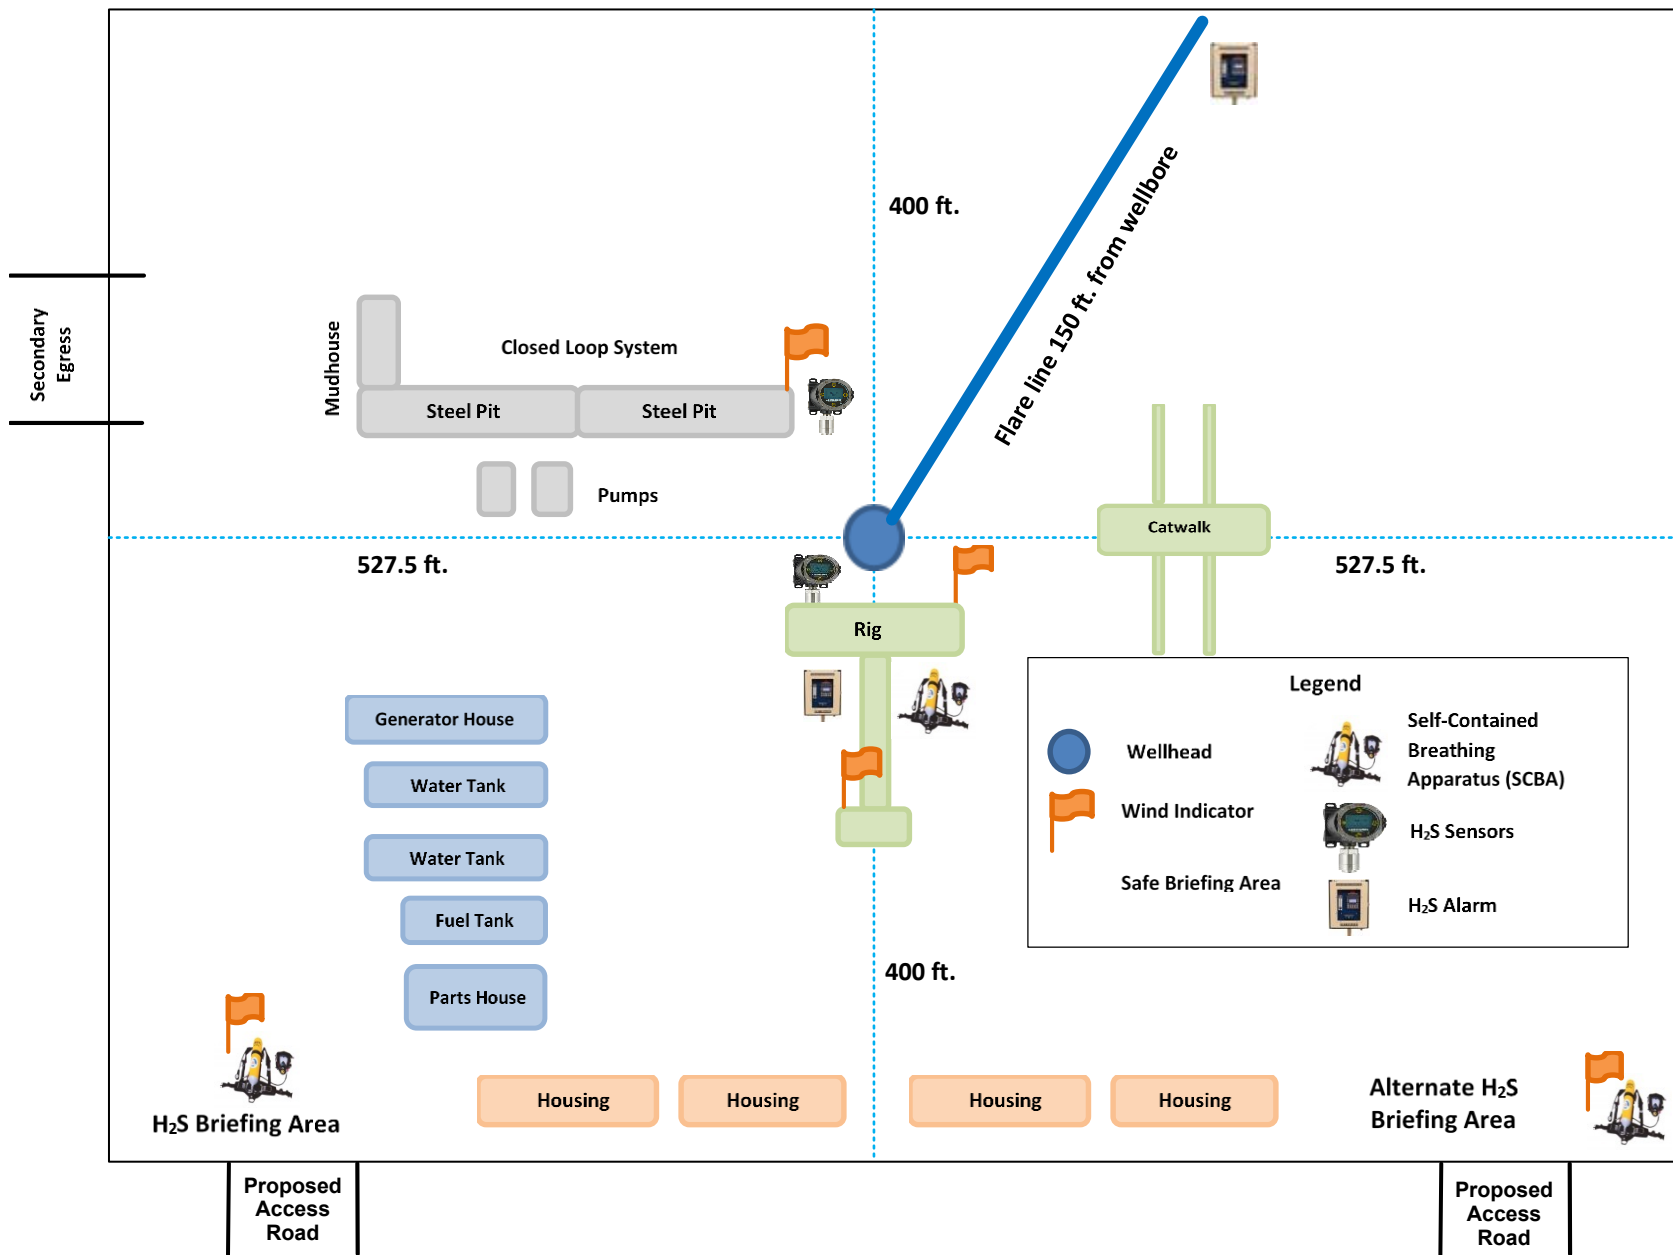 400 ft.
Flare line 150 ft. from wellbore
Secondary
Egress
Mudhouse
Closed Loop System
Steel Pit
Steel Pit
Pumps
Catwalk
527.5 ft.
527.5 ft.
Rig
Generator House
Water Tank
Water Tank
Fuel Tank
Parts House
Legend
Wellhead
Wind Indicator
Safe Briefing Area
Self-Contained
Breathing
Apparatus (SCBA)
H₂S Sensors
H₂S Alarm
400 ft.
H₂S Briefing Area
Housing
Housing
Housing
Housing
Alternate H₂S
Briefing Area
Proposed
Access
Road
Proposed
Access
Road